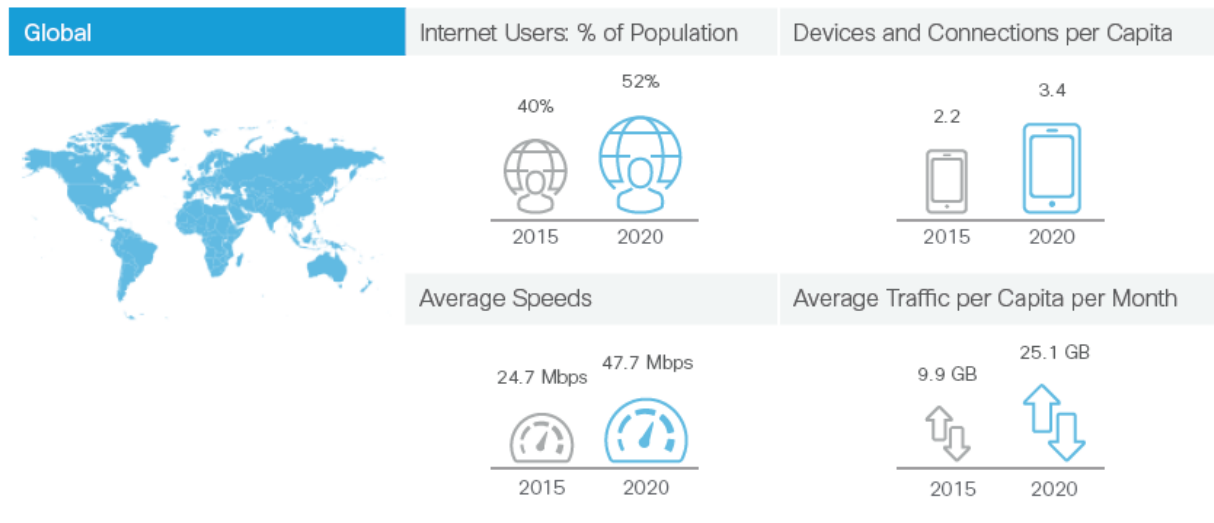 Global
Internet Users: % of Population
Devices and Connections per Capita
40%
52%
2015
2020
2.2
3.4
2015
2020
Average Speeds
Average Traffic per Capita per Month
24.7 Mbps
47.7 Mbps
2015
2020
9.9 GB
25.1 GB
2015
2020